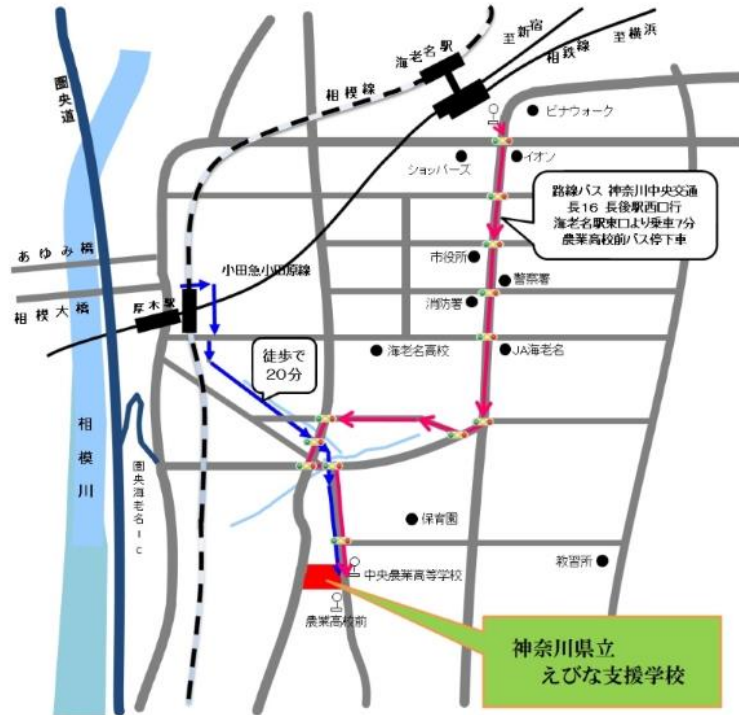 至新宿
至横浜
海老名駅
相鉄線
圏央道
相模線
ビナウォーク
ショッパーズ
イオン
路線バス 神奈川中央交通
長16 長後駅西口行
海老名駅東口より乗車7分
農業高校前バス停下車
市役所
あゆみ橋
小田急小田原線
警察署
消防署
相模大橋
厚木駅
海老名高校
JA海老名
徒歩で
20分
相模川
圏央海老名IC
保育園
教習所
中央農業高等学校
農業高校前
神奈川県立
えびな支援学校